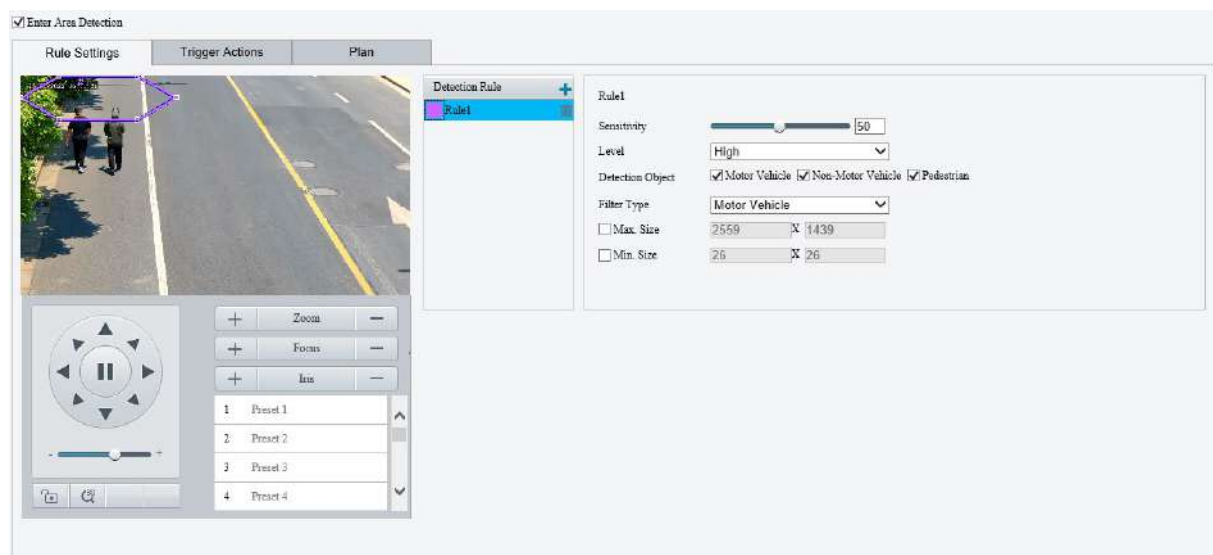 Enter Area Detection
Rule Settings Trigger Actions Plan
Detection Rule
Rule1
Rule1
Sensitivity 50
Level High
Detection Object Motor Vehicle Non-Motor Vehicle Pedestrian
Filter Type Motor Vehicle
Max. Size 2559 X 1439
Min. Size 26 X 26
Zoom
Focus
Iris
1 Preset 1
2 Preset 2
3 Preset 3
4 Preset 4